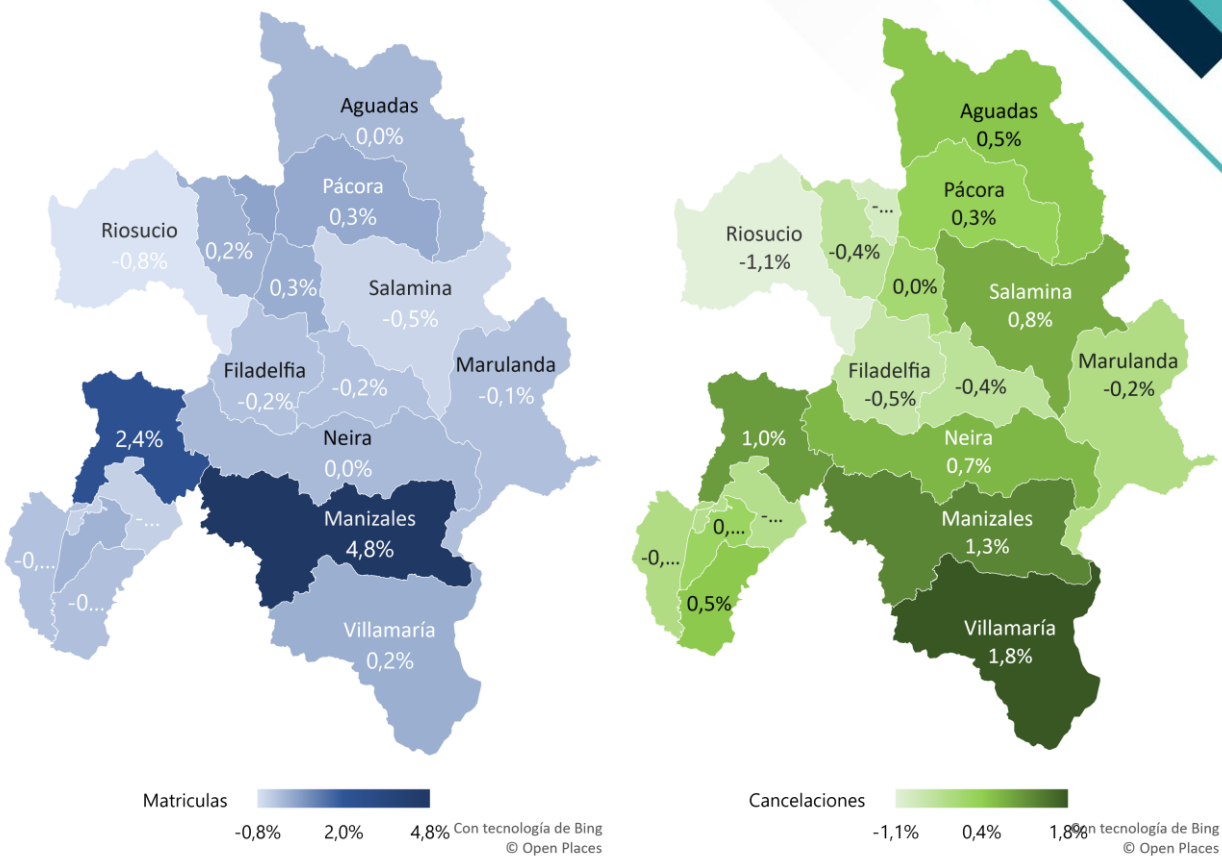 Aguadas
0,0%
Pácora
0,3%
Riosucio
-0,8%
0,2%
0,3%
Salamina
-0,5%
Filadelfia
-0,2%
-0,2%
Marulanda
-0,1%
2,4%
Neira
0,0%
Manizales
4,8%
-...
-0,...
-0...
Villamaría
0,2%
Matriculas
-0,8%
2,0%
4,8%
Con tecnología de Bing
© Open Places
Aguadas
0,5%
Pácora
0,3%
-...
Riosucio
-1,1%
-0,4%
0,0%
Salamina
0,8%
Filadelfia
-0,5%
-0,4%
Marulanda
-0,2%
1,0%
Neira
0,7%
Manizales
1,3%
0,...
-...
-0,...
0,5%
Villamaría
1,8%
Cancelaciones
-1,1%
0,4%
1,8%
tecnología de Bing
© Open Places